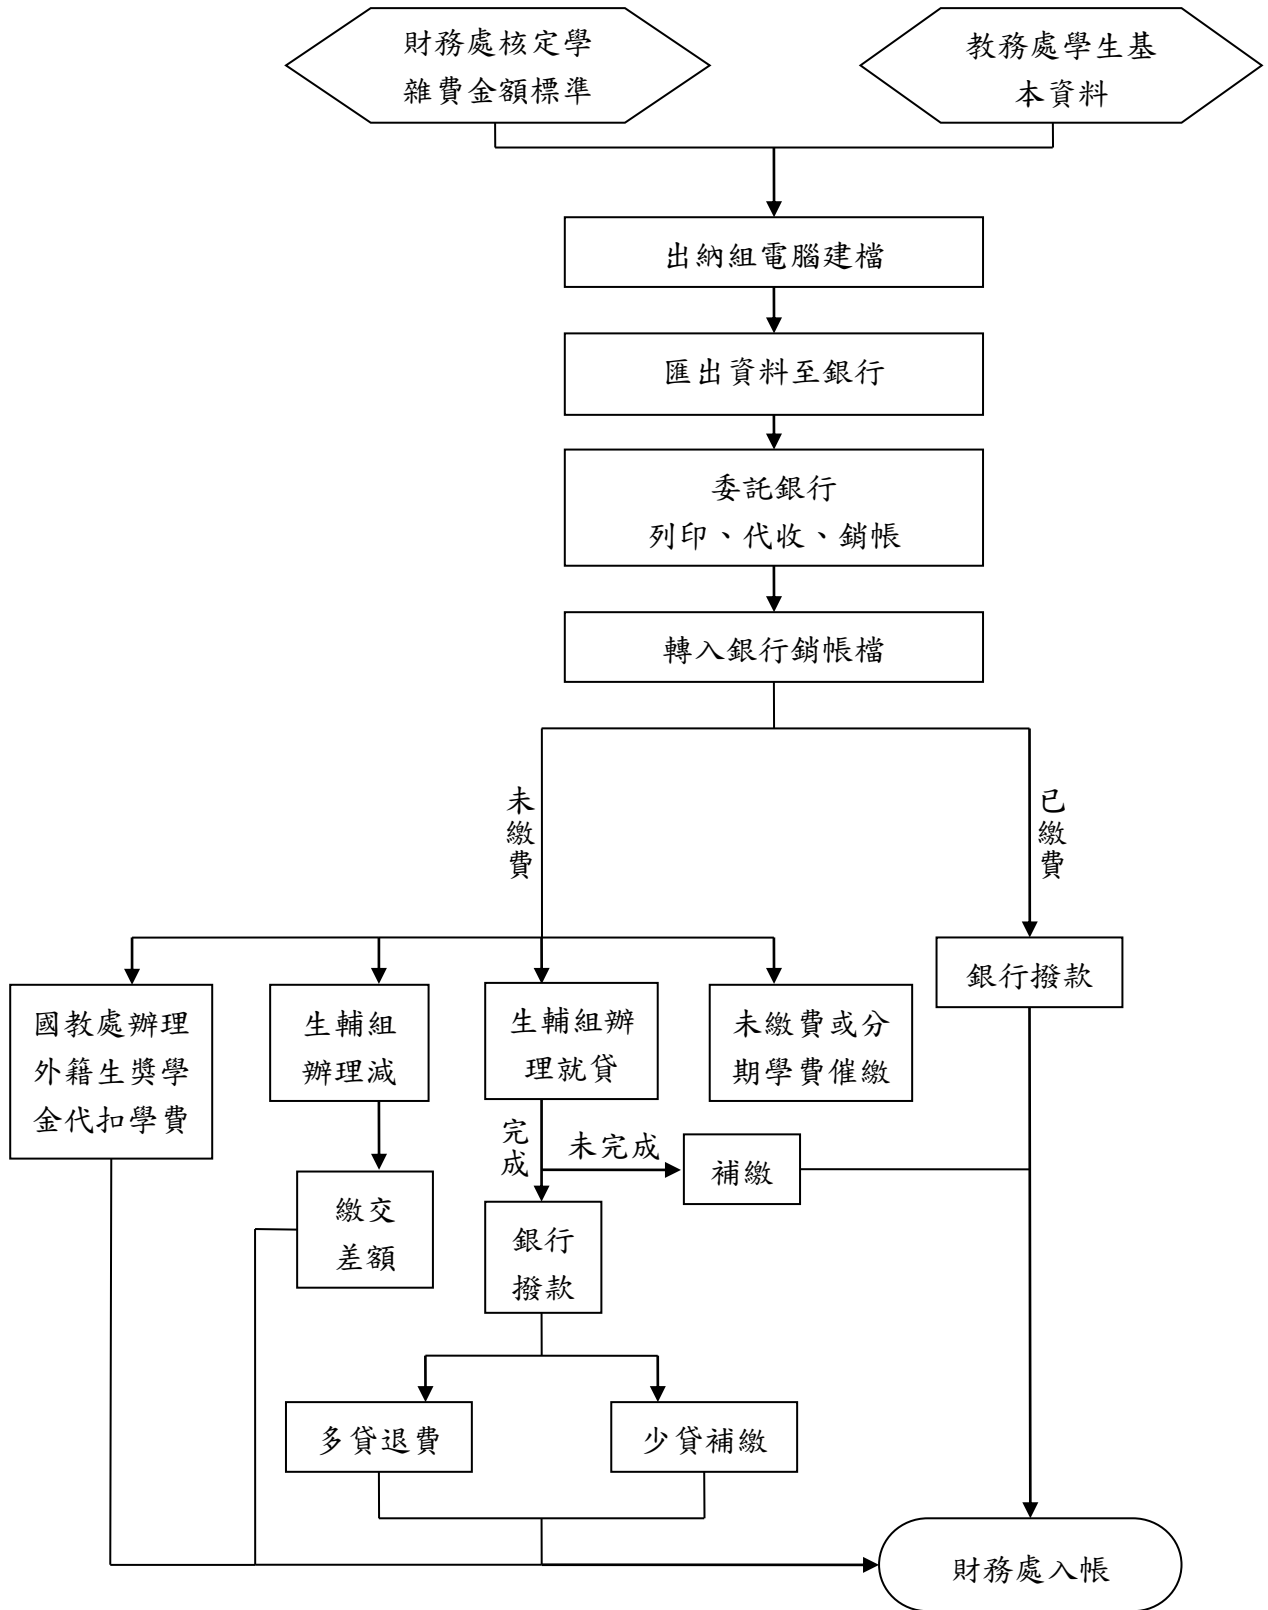 財務處核定學
雜費金額標準
教務處學生基
本資料
出納組電腦建檔
匯出資料至銀行
委託銀行
列印、代收、銷帳
轉入銀行銷帳檔
未繳費
已繳費
國教處辦理
外籍生獎學
金代扣學費
生輔組
辦理減
生輔組辦
理就貸
未繳費或分
期學費催繳
銀行撥款
完成
未完成
補繳
繳交
差額
銀行
撥款
多貸退費
少貸補繳
財務處入帳